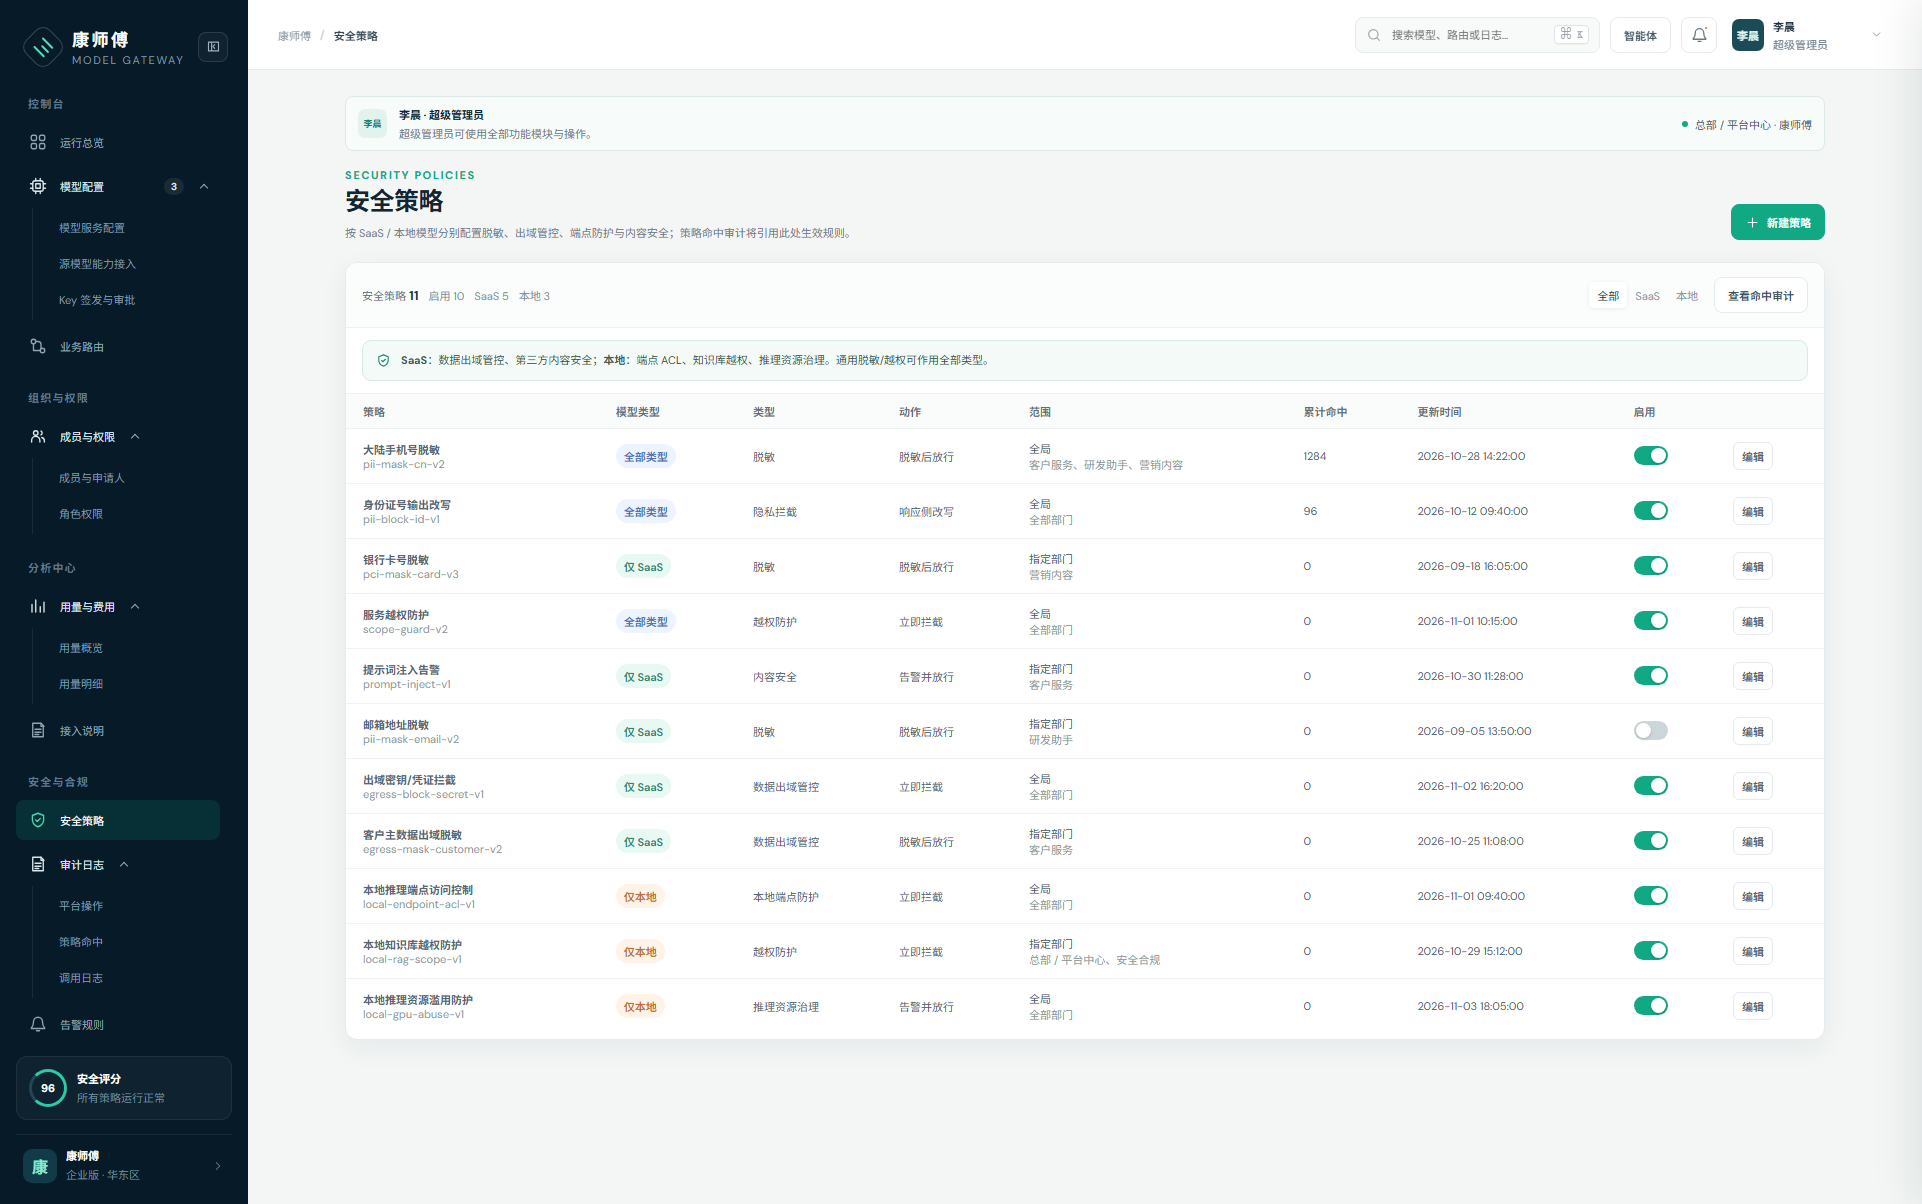 康师傅
MODEL GATEWAY
控制台
运行总览
模型配置 3
模型服务配置
源模型能力接入
Key 签发与审批
业务路由
组织与权限
成员与权限
成员与申请人
角色权限
分析中心
用量与费用
用量概览
用量明细
接入说明
安全与合规
安全策略
审计日志
平台操作
策略命中
调用日志
告警规则
96 安全评分
所有策略运行正常
康 康师傅
企业版 · 华东区
康师傅 / 安全策略
搜索模型、路由或日志... ⌘ K
智能体
李晨 李晨
超级管理员
李晨 李晨 · 超级管理员
超级管理员可使用全部功能模块与操作。
总部 / 平台中心 · 康师傅
SECURITY POLICIES
安全策略
按 SaaS / 本地模型分别配置脱敏、出域管控、端点防护与内容安全；策略命中审计将引用此处生效规则。
新建策略
安全策略 11 启用 10 SaaS 5 本地 3
全部 SaaS 本地 查看命中审计
SaaS：数据出域管控、第三方内容安全；本地：端点 ACL、知识库越权、推理资源治理。通用脱敏/越权可作用全部类型。
策略 模型类型 类型 动作 范围 累计命中 更新时间 启用
大陆手机号脱敏
pii-mask-cn-v2
全部类型 脱敏 脱敏后放行
全局
客户服务、研发助手、营销内容
1284 2026-10-28 14:22:00 编辑
身份证号输出改写
pii-block-id-v1
全部类型 隐私拦截 响应侧改写
全局
全部部门
96 2026-10-12 09:40:00 编辑
银行卡号脱敏
pci-mask-card-v3
仅 SaaS 脱敏 脱敏后放行
指定部门
营销内容
0 2026-09-18 16:05:00 编辑
服务越权防护
scope-guard-v2
全部类型 越权防护 立即拦截
全局
全部部门
0 2026-11-01 10:15:00 编辑
提示词注入告警
prompt-inject-v1
仅 SaaS 内容安全 告警并放行
指定部门
客户服务
0 2026-10-30 11:28:00 编辑
邮箱地址脱敏
pii-mask-email-v2
仅 SaaS 脱敏 脱敏后放行
指定部门
研发助手
0 2026-09-05 13:50:00 编辑
出域密钥/凭证拦截
egress-block-secret-v1
仅 SaaS 数据出域管控 立即拦截
全局
全部部门
0 2026-11-02 16:20:00 编辑
客户主数据出域脱敏
egress-mask-customer-v2
仅 SaaS 数据出域管控 脱敏后放行
指定部门
客户服务
0 2026-10-25 11:08:00 编辑
本地推理端点访问控制
local-endpoint-acl-v1
仅本地 本地端点防护 立即拦截
全局
全部部门
0 2026-11-01 09:40:00 编辑
本地知识库越权防护
local-rag-scope-v1
仅本地 越权防护 立即拦截
指定部门
总部 / 平台中心、安全合规
0 2026-10-29 15:12:00 编辑
本地推理资源滥用防护
local-gpu-abuse-v1
仅本地 推理资源治理 告警并放行
全局
全部部门
0 2026-11-03 18:05:00 编辑